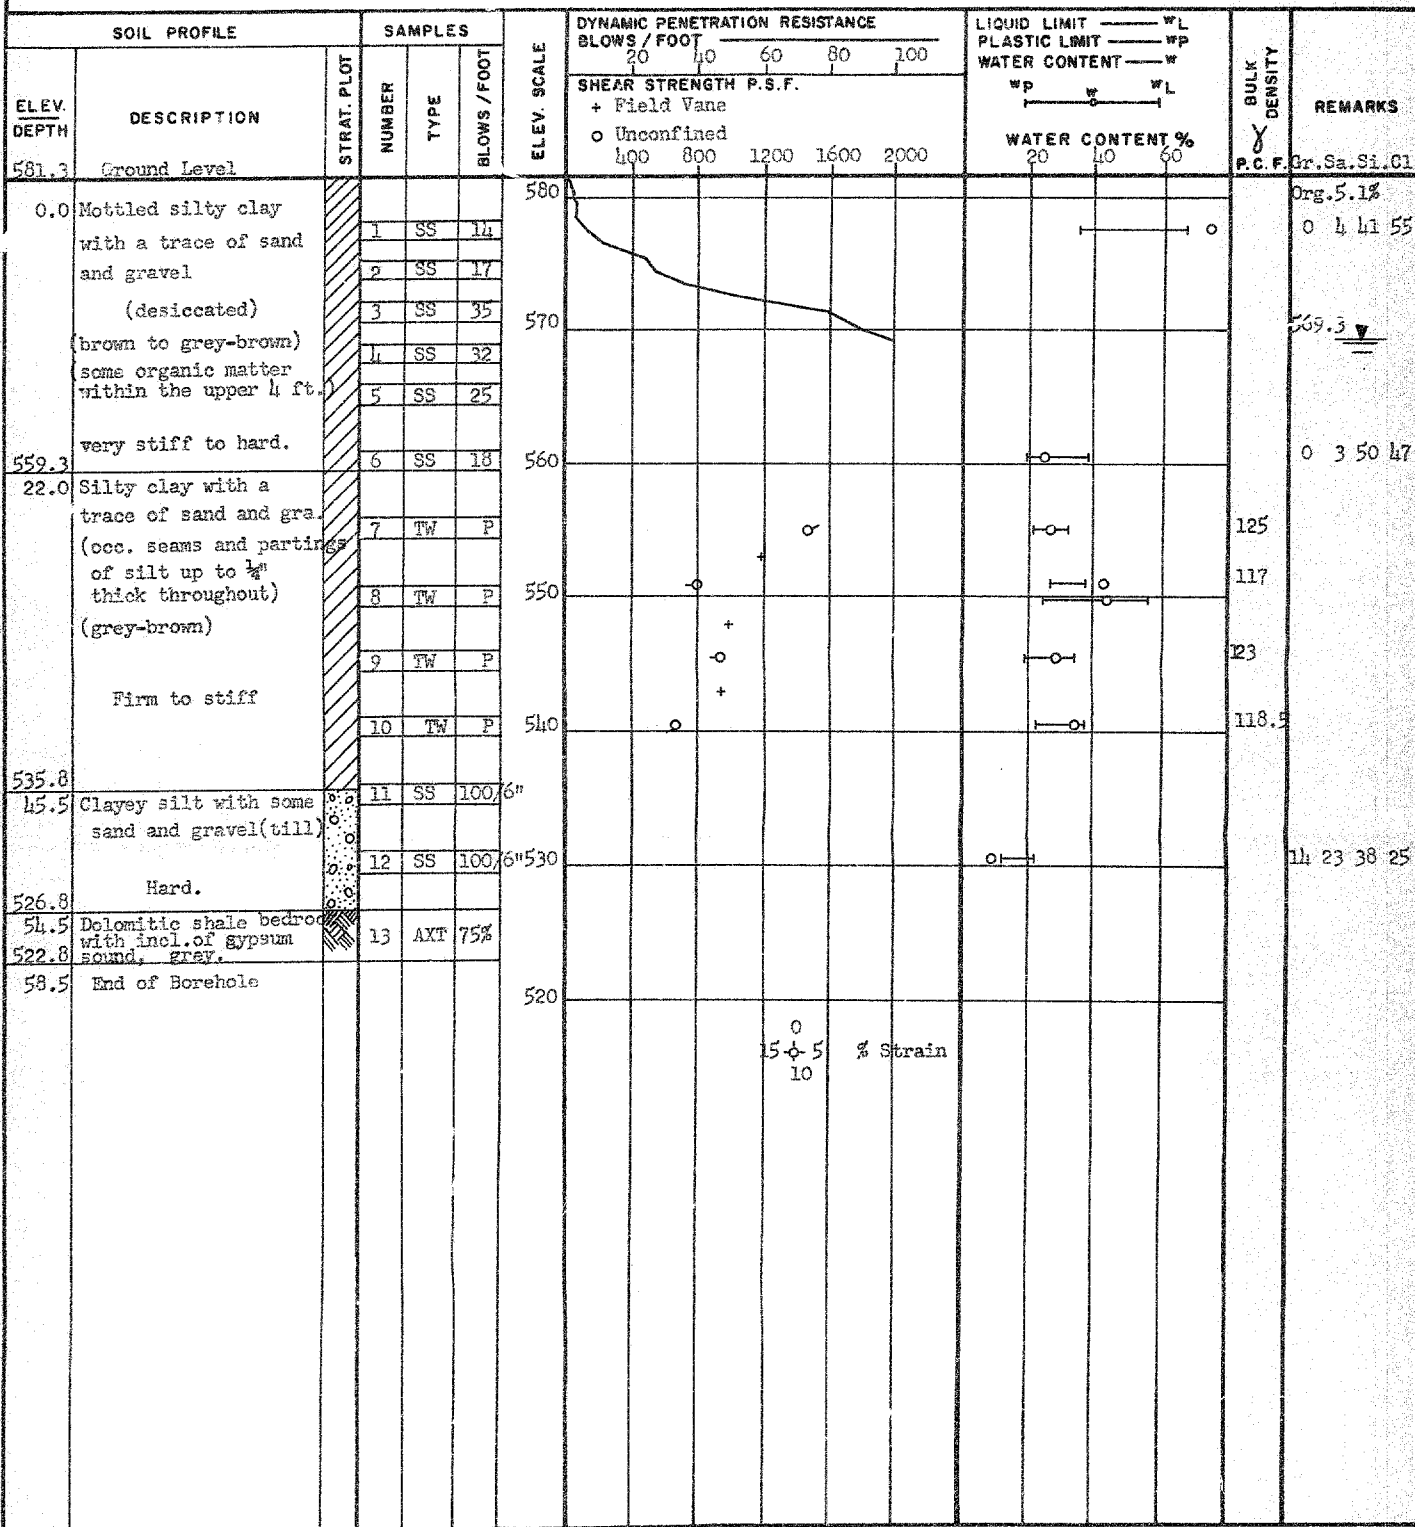 SOIL PROFILE
SAMPLES
ELEV.
DEPTH
DESCRIPTION
STRAT. PLOT
NUMBER
TYPE
BLOWS / FOOT
ELEV. SCALE
DYNAMIC PENETRATION RESISTANCE
BLOWS / FOOT
20 40 60 80 100
SHEAR STRENGTH P.S.F.
+ Field Vane
o Unconfined
400 800 1200 1600 2000
LIQUID LIMIT wL
PLASTIC LIMIT wP
WATER CONTENT w
wP w wL
WATER CONTENT %
20 40 60
BULK DENSITY
γ
P.C.F.
REMARKS
Gr.Sa.Si.Cl
581.3 Ground Level
0.0 Mottled silty clay
with a trace of sand
and gravel
(desiccated)
(brown to grey-brown)
(some organic matter
within the upper 4 ft.)
very stiff to hard.
559.3
22.0 Silty clay with a
trace of sand and gra.
(occ. seams and partings
of silt up to ¼"
thick throughout)
(grey-brown)
Firm to stiff
535.8
45.5 Clayey silt with some
sand and gravel(till)
Hard.
526.8
54.5 Dolomitic shale bedroc
with incl.of gypsum
522.8 sound, grey.
58.5 End of Borehole
1 SS 14
2 SS 17
3 SS 35
4 SS 32
5 SS 25
6 SS 18
7 TW P
8 TW P
9 TW P
10 TW P
11 SS 100/6"
12 SS 100/6"
13 AXT 75%
580
570
560
550
540
530
520
0
15 5 % Strain
10
125
117
123
118.5
Org.5.1%
0 4 41 55
569.3
0 3 50 47
14 23 38 25